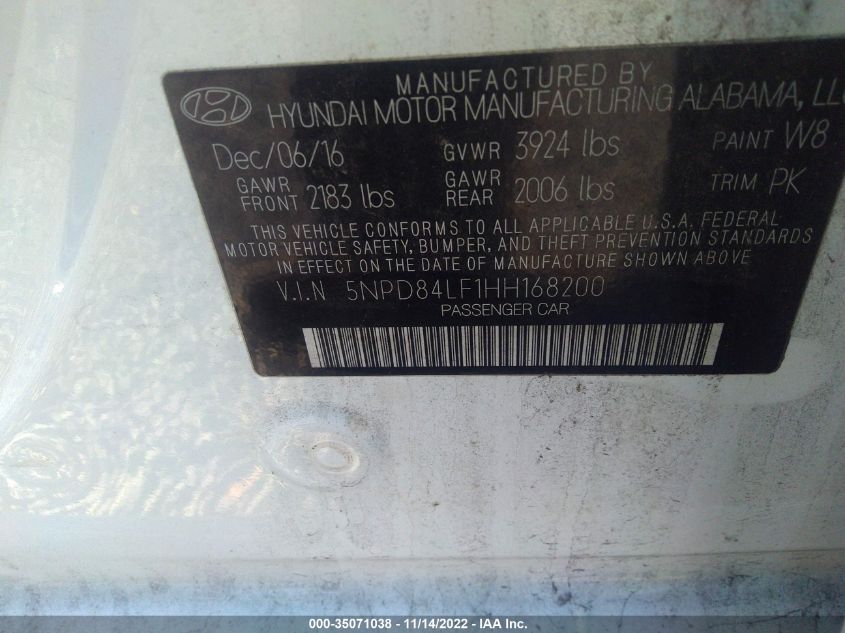 MANUFACTURED BY
HYUNDAI MOTOR MANUFACTURING ALABAMA, LLC
Dec/06/16 GVWR 3924 lbs PAINT W8
GAWR FRONT 2183 lbs GAWR REAR 2006 lbs TRIM PK
THIS VEHICLE CONFORMS TO ALL APPLICABLE U.S.A. FEDERAL
MOTOR VEHICLE SAFETY, BUMPER, AND THEFT PREVENTION STANDARDS
IN EFFECT ON THE DATE OF MANUFACTURE SHOWN ABOVE
V.I.N 5NPD84LF1HH168200
PASSENGER CAR
000-35071038 - 11/14/2022 - IAA Inc.